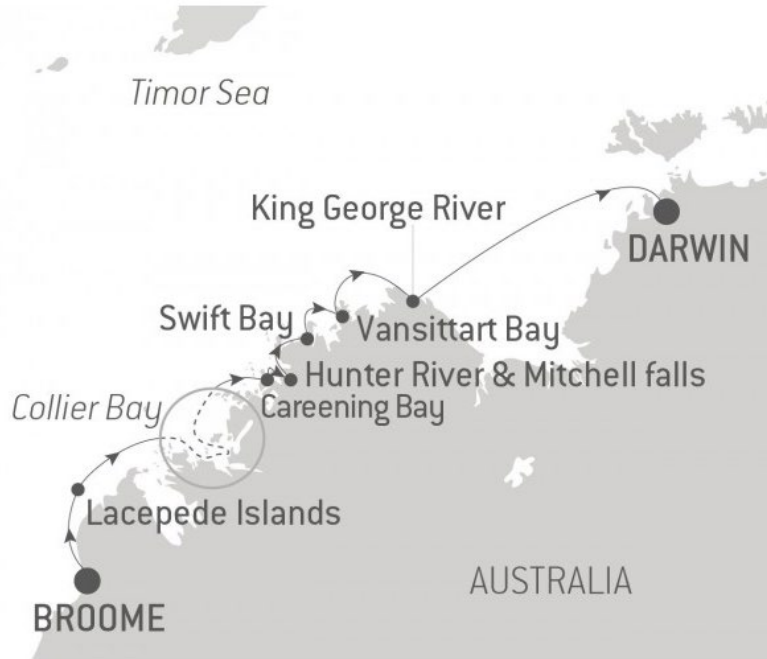 Timor Sea
King George River
DARWIN
Swift Bay
Vansittart Bay
Hunter River & Mitchell falls
Collier Bay
Careening Bay
Lacepede Islands
AUSTRALIA
BROOME